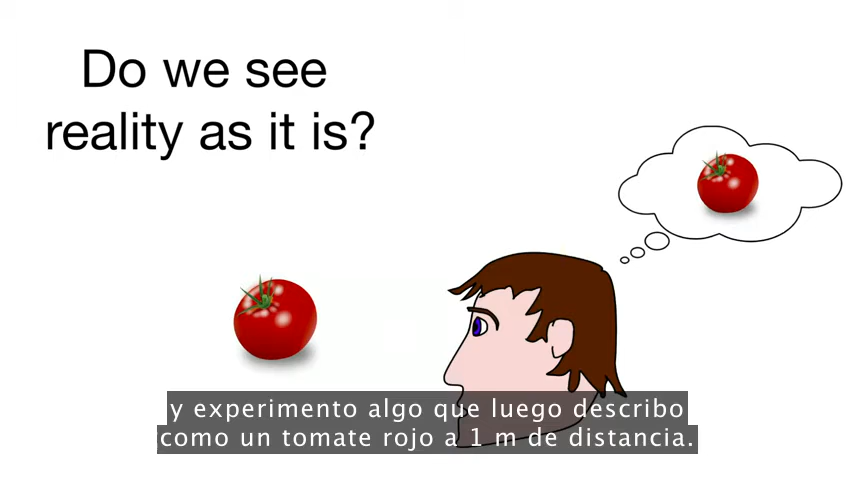 Do we see
reality as it is?
y experimento algo que luego describo
como un tomate rojo a 1 m de distancia.